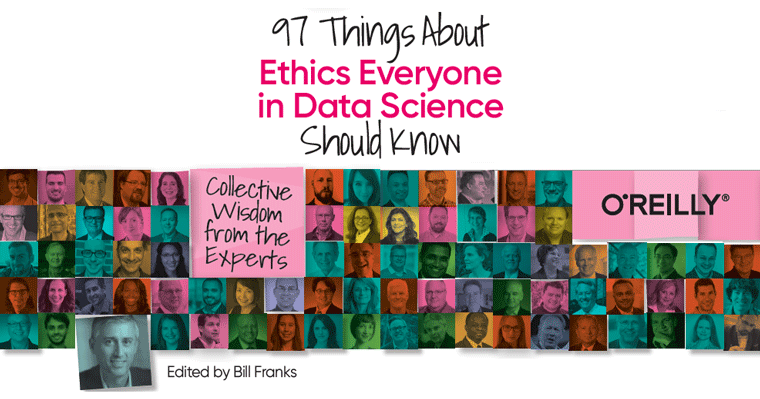 97 Things About
Ethics Everyone
in Data Science
Should Know
Collective
Wisdom
from the
Experts
O'REILLY®
Edited by Bill Franks